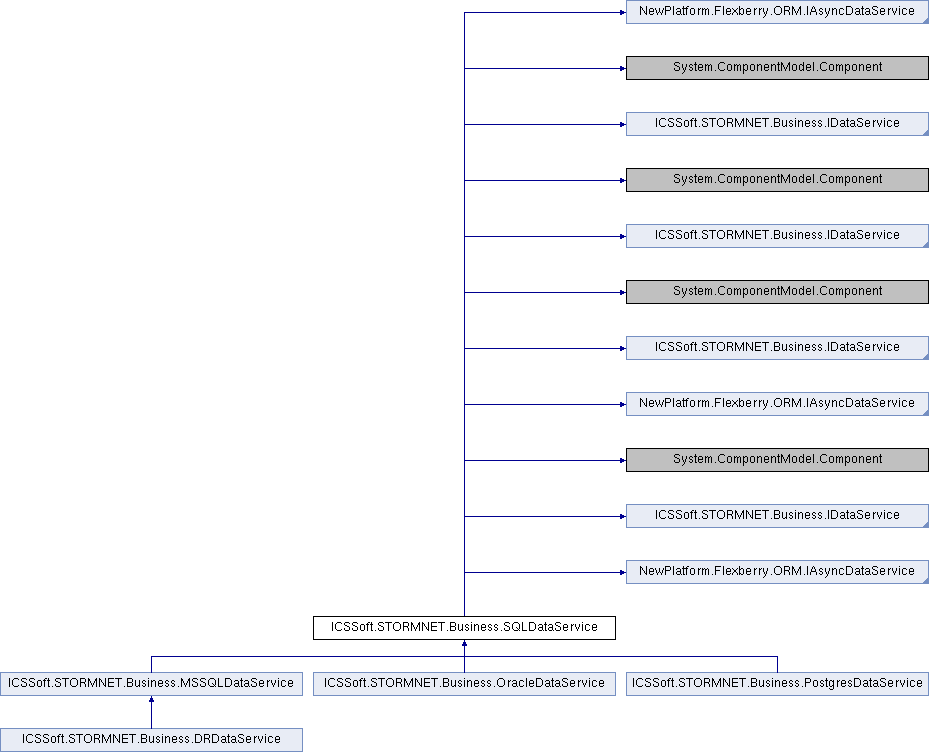 NewPlatform.Flexberry.ORM.IAsyncDataService
System.ComponentModel.Component
ICSSoft.STORMNET.Business.IDataService
System.ComponentModel.Component
ICSSoft.STORMNET.Business.IDataService
System.ComponentModel.Component
ICSSoft.STORMNET.Business.IDataService
NewPlatform.Flexberry.ORM.IAsyncDataService
System.ComponentModel.Component
ICSSoft.STORMNET.Business.IDataService
NewPlatform.Flexberry.ORM.IAsyncDataService
ICSSoft.STORMNET.Business.SQLDataService
ICSSoft.STORMNET.Business.MSSQLDataService
ICSSoft.STORMNET.Business.OracleDataService
ICSSoft.STORMNET.Business.PostgresDataService
ICSSoft.STORMNET.Business.DRDataService